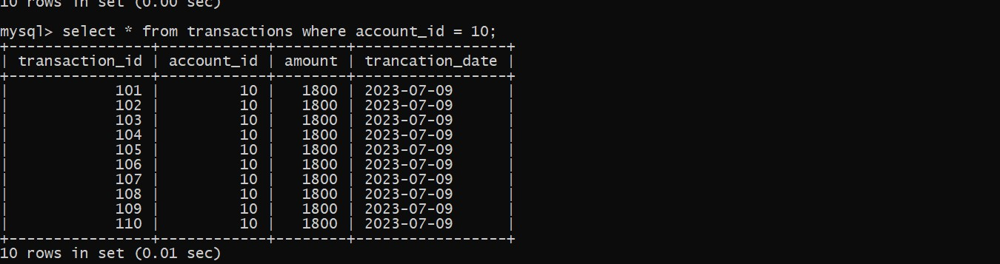 10 rows in set (0.00 sec)
mysql> select * from transactions where account_id = 10;
+----------------+------------+--------+-----------------+
| transaction_id | account_id | amount | trancation_date |
+----------------+------------+--------+-----------------+
|            101 |         10 |   1800 | 2023-07-09      |
|            102 |         10 |   1800 | 2023-07-09      |
|            103 |         10 |   1800 | 2023-07-09      |
|            104 |         10 |   1800 | 2023-07-09      |
|            105 |         10 |   1800 | 2023-07-09      |
|            106 |         10 |   1800 | 2023-07-09      |
|            107 |         10 |   1800 | 2023-07-09      |
|            108 |         10 |   1800 | 2023-07-09      |
|            109 |         10 |   1800 | 2023-07-09      |
|            110 |         10 |   1800 | 2023-07-09      |
+----------------+------------+--------+-----------------+
10 rows in set (0.01 sec)